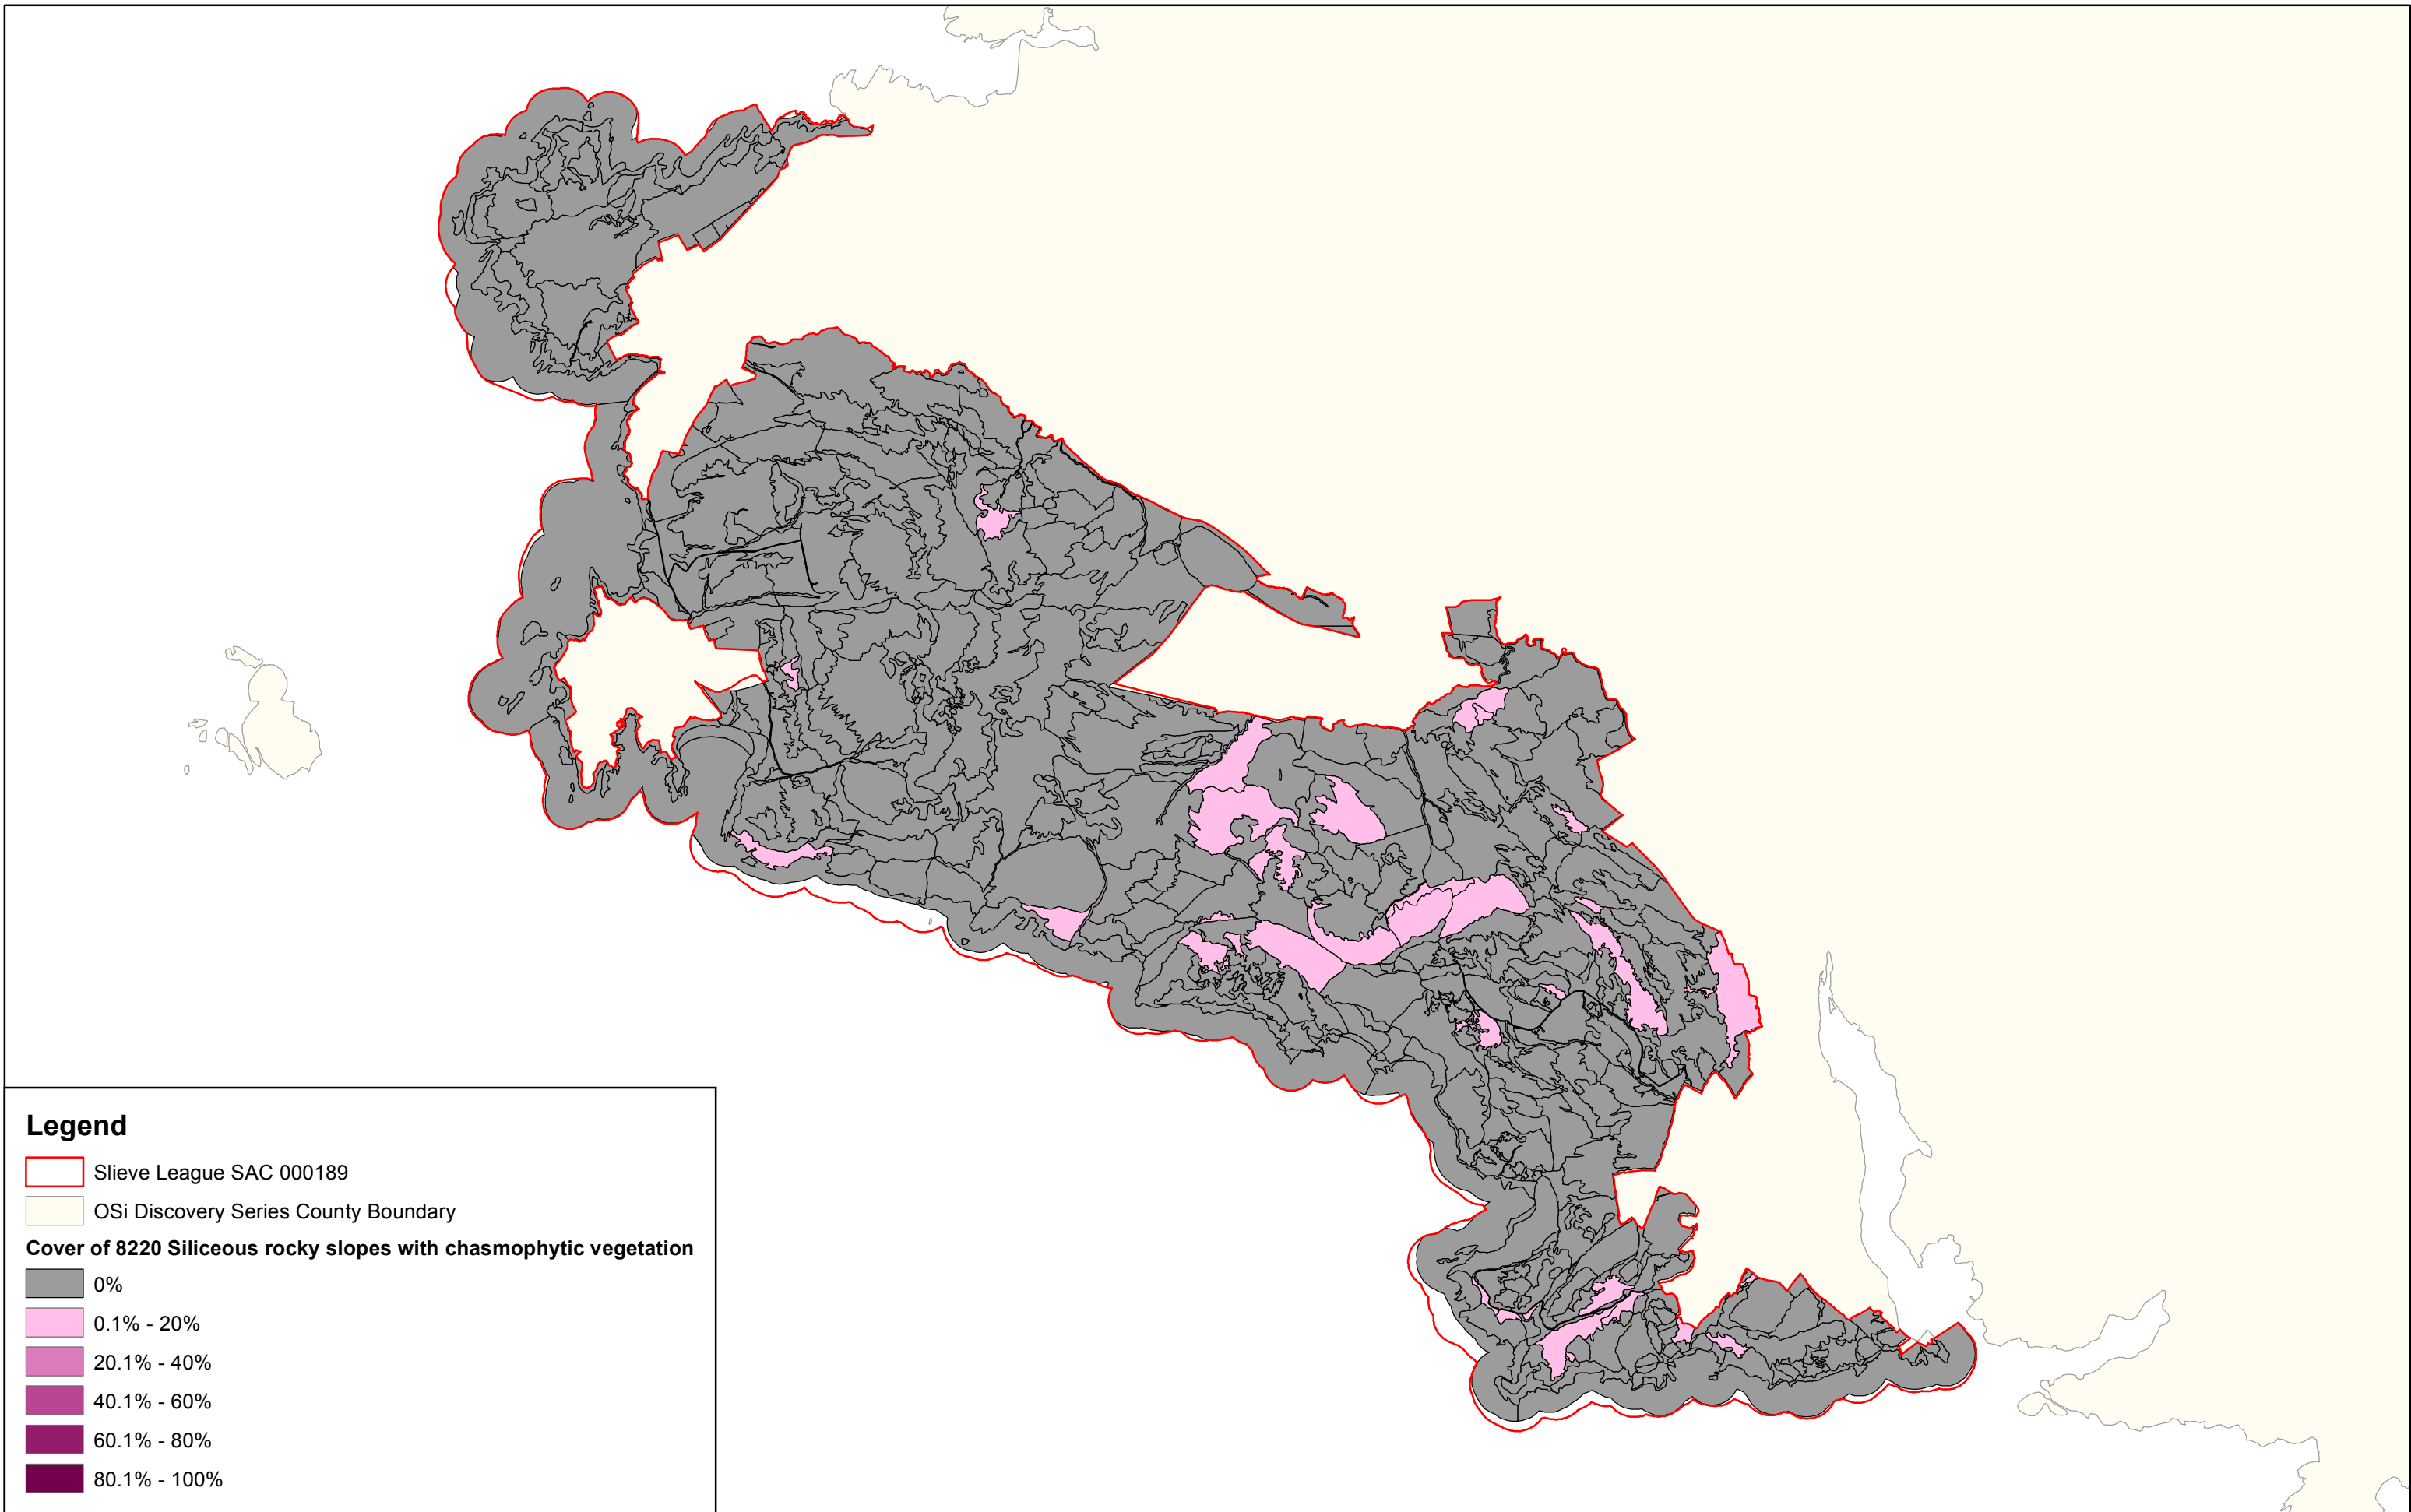 Legend
Slieve League SAC 000189
OSi Discovery Series County Boundary
Cover of 8220 Siliceous rocky slopes with chasmophytic vegetation
0%
0.1% - 20%
20.1% - 40%
40.1% - 60%
60.1% - 80%
80.1% - 100%